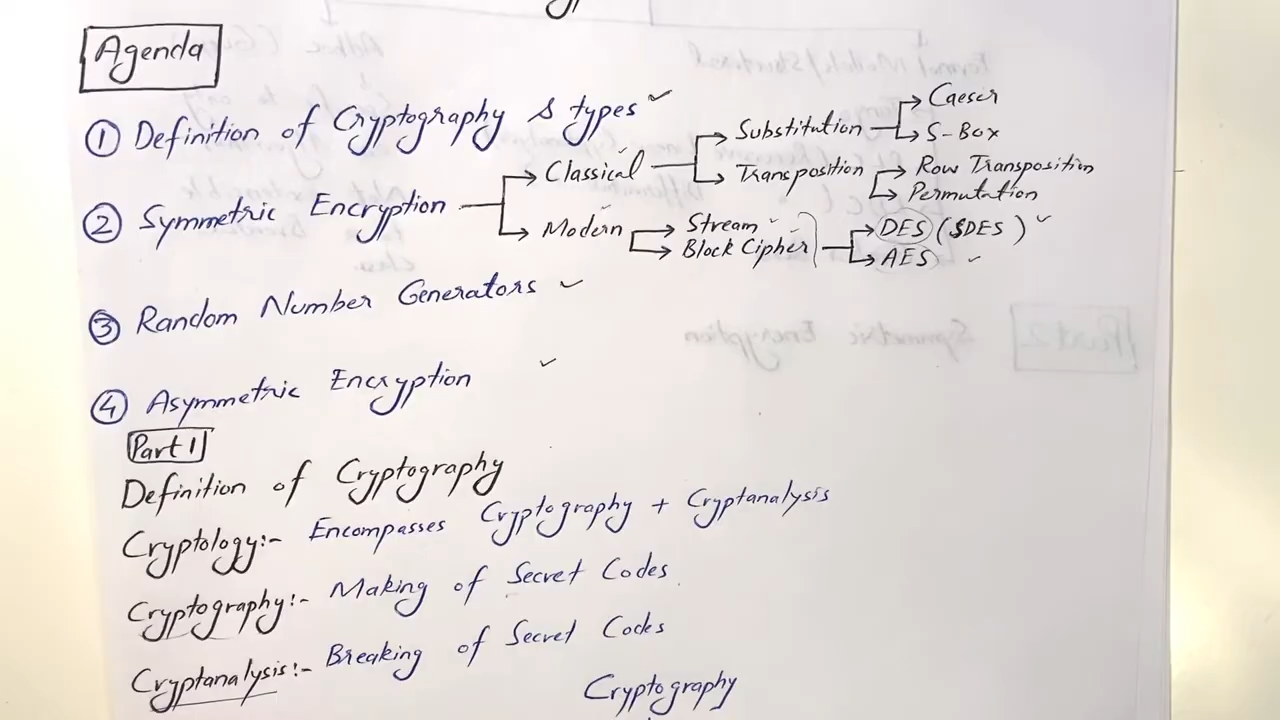 Agenda
① Definition of Cryptography & types ✓
② Symmetric Encryption
Classical ✓
Substitution
Caeser
S-Box
Transposition
Row Transposition
Permutation
Modern ✓
Stream ✓
Block Cipher ✓
DES (SDES) ✓
AES ✓
③ Random Number Generators ✓
④ Asymmetric Encryption ✓
Part 1
Definition of Cryptography
Cryptology:- Encompasses Cryptography + Cryptanalysis
Cryptography:- Making of Secret Codes
Cryptanalysis:- Breaking of Secret Codes
Cryptography